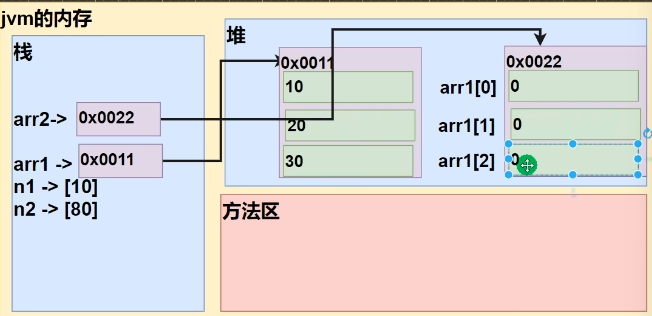 jvm的内存
栈
堆
0x0011
0x0022
10
arr1[0]
0
arr2->
0x0022
20
arr1[1]
0
arr1 ->
0x0011
30
arr1[2]
0
n1 -> [10]
n2 -> [80]
方法区